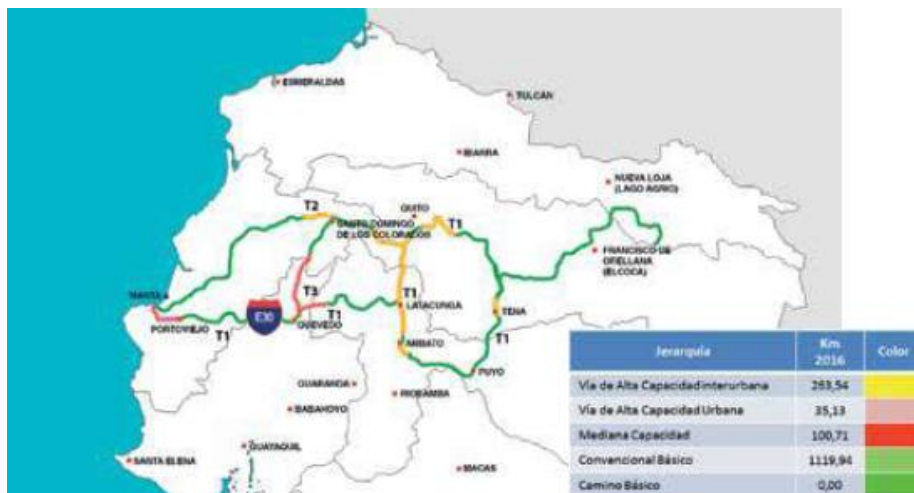 ESMERALDAS
TULCAN
IBARRA
NUEVA LOJA
(LAGO AGRIO)
T2
QUITO
T1
SANTO DOMINGO
DE LOS COLORADOS
FRANCISCO DE
ORELLANA
(EL COCA)
MANTA
T3
T1
LATACUNGA
TENA
E30
T1
PORTOVIEJO
T1
QUEVEDO
AMBATO
T1
PUYO
GUARANDA
RIOBAMBA
BABAHOYO
GUAYAQUIL
SANTA ELENA
MACAS
Jerarquía Km 2016 Color
Vía de Alta Capacidad interurbana 263,54
Vía de Alta Capacidad Urbana 35,13
Mediana Capacidad 100,71
Convencional Básico 1119,94
Camino Básico 0,00